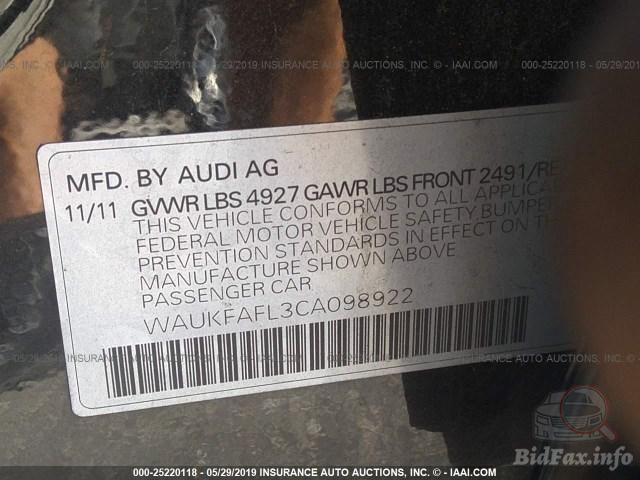 000-25220118 - 05/29/2019 INSURANCE AUTO AUCTIONS, INC. © - IAAI.COM
MFD. BY AUDI AG
11/11 GVWR LBS 4927 GAWR LBS FRONT 2491/RE
THIS VEHICLE CONFORMS TO ALL
FEDERAL MOTOR VEHICLE SAFETY
PREVENTION STANDARDS IN EFFECT ON
MANUFACTURE SHOWN ABOVE
PASSENGER CAR
WAUKFAFL3CA098922
000-25220118 - 05/29/2019 INSURANCE AUTO AUCTIONS, INC. © - IAAI.COM
BidFax.info